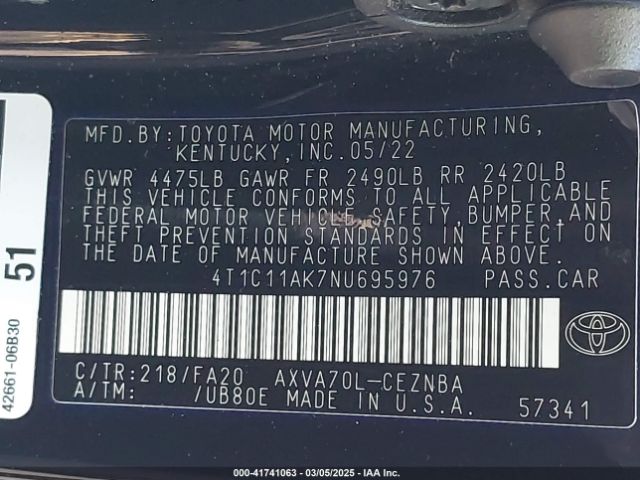 MFD.BY:TOYOTA MOTOR MANUFACTURING,
KENTUCKY,INC.05/22
GVWR 4475LB GAWR FR 2490LB RR 2420LB
THIS VEHICLE CONFORMS TO ALL APPLICABLE
FEDERAL MOTOR VEHICLE SAFETY,BUMPER,AND
THEFT PREVENTION STANDARDS IN EFFECT ON
THE DATE OF MANUFACTURE SHOWN ABOVE.
4T1C11AK7NU695976 PASS.CAR
C/TR:218/FA20 AXVA70L-CEZNBA
A/TM: /UB80E MADE IN U.S.A. 57341
51
42661-06B30
000-41741063 - 03/05/2025 - IAA Inc.